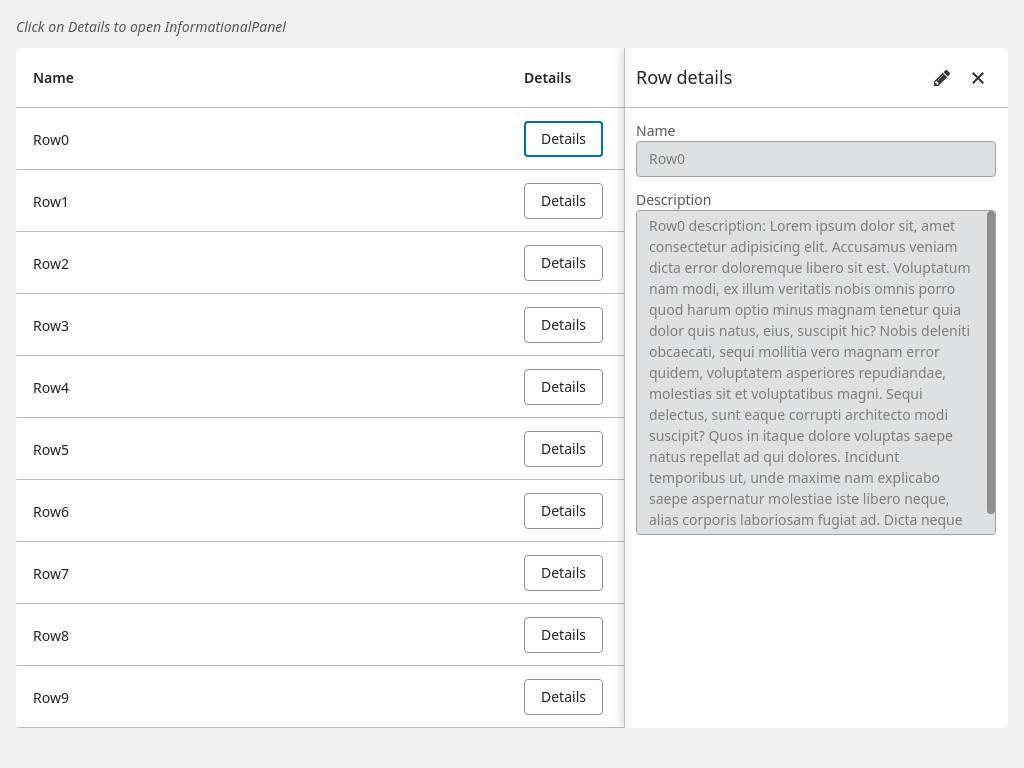 Click on Details to open InformationalPanel
Name Details
Row0 Details
Row1 Details
Row2 Details
Row3 Details
Row4 Details
Row5 Details
Row6 Details
Row7 Details
Row8 Details
Row9 Details
Row details
Name
Row0
Description
Row0 description: Lorem ipsum dolor sit, amet
consectetur adipisicing elit. Accusamus veniam
dicta error doloremque libero sit est. Voluptatum
nam modi, ex illum veritatis nobis omnis porro
quod harum optio minus magnam tenetur quia
dolor quis natus, eius, suscipit hic? Nobis deleniti
obcaecati, sequi mollitia vero magnam error
quidem, voluptatem asperiores repudiandae,
molestias sit et voluptatibus magni. Sequi
delectus, sunt eaque corrupti architecto modi
suscipit? Quos in itaque dolore voluptas saepe
natus repellat ad qui dolores. Incidunt
temporibus ut, unde maxime nam explicabo
saepe aspernatur molestiae iste libero neque,
alias corporis laboriosam fugiat ad. Dicta neque